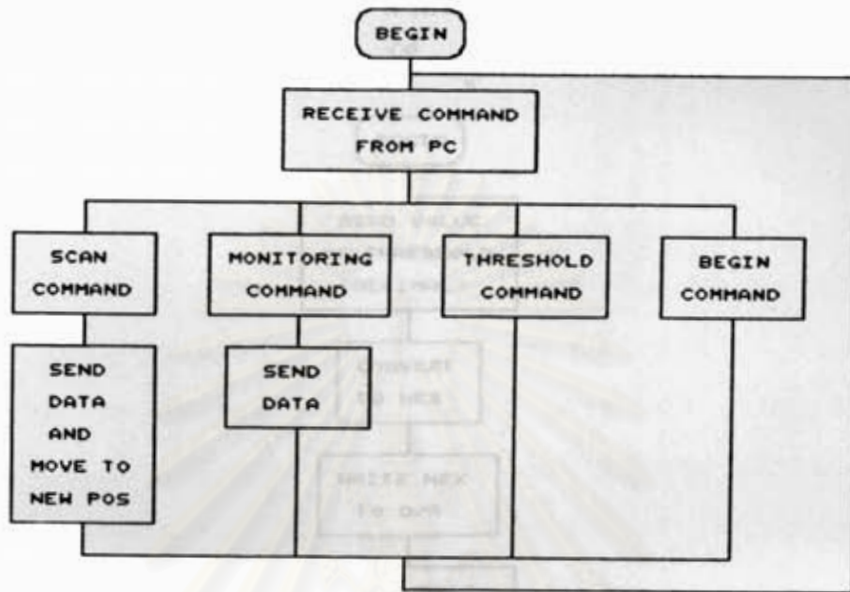 BEGIN
RECEIVE COMMAND
FROM PC
SCAN
COMMAND
MONITORING
COMMAND
THRESHOLD
COMMAND
BEGIN
COMMAND
SEND
DATA
AND
MOVE TO
NEW POS
SEND
DATA